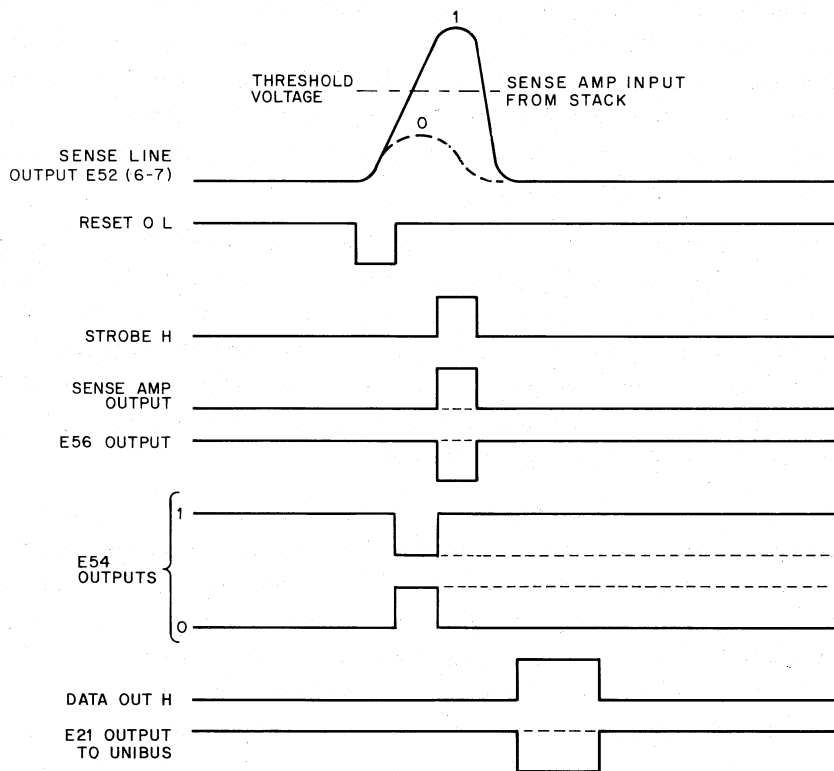 1
THRESHOLD
VOLTAGE
SENSE AMP INPUT
FROM STACK
0
SENSE LINE
OUTPUT E52 (6-7)
RESET 0 L
STROBE H
SENSE AMP
OUTPUT
E56 OUTPUT
1
E54
OUTPUTS
0
DATA OUT H
E21 OUTPUT
TO UNIBUS